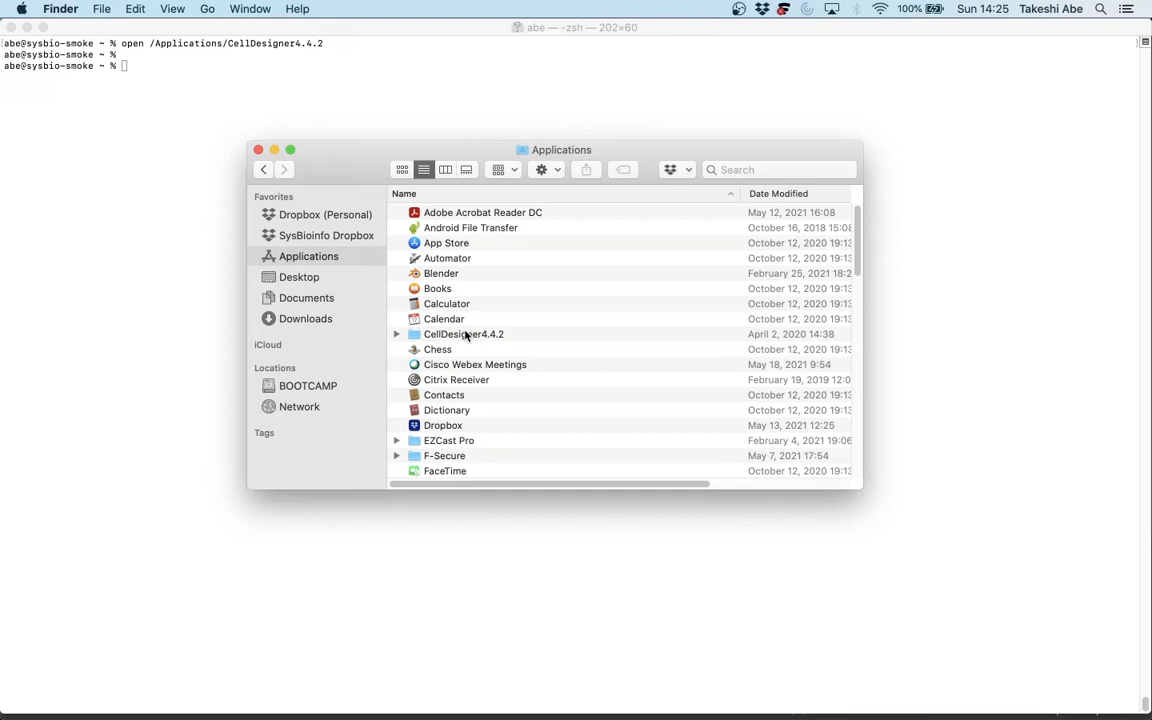 Finder File Edit View Go Window Help 100% Sun 14:25 Takeshi Abe
abe — -zsh — 202×60
[abe@sysbio-smoke ~ % open /Applications/CellDesigner4.4.2 ]
abe@sysbio-smoke ~ %
abe@sysbio-smoke ~ %
Applications
Search
Favorites
Dropbox (Personal)
SysBioinfo Dropbox
Applications
Desktop
Documents
Downloads
iCloud
Locations
BOOTCAMP
Network
Tags
Name Date Modified
Adobe Acrobat Reader DC May 12, 2021 16:08
Android File Transfer October 16, 2018 15:08
App Store October 12, 2020 19:13
Automator October 12, 2020 19:13
Blender February 25, 2021 18:2
Books October 12, 2020 19:13
Calculator October 12, 2020 19:13
Calendar October 12, 2020 19:13
CellDesigner4.4.2 April 2, 2020 14:38
Chess October 12, 2020 19:13
Cisco Webex Meetings May 18, 2021 9:54
Citrix Receiver February 19, 2019 12:0
Contacts October 12, 2020 19:13
Dictionary October 12, 2020 19:13
Dropbox May 13, 2021 12:25
EZCast Pro February 4, 2021 19:06
F-Secure May 7, 2021 17:54
FaceTime October 12, 2020 19:13